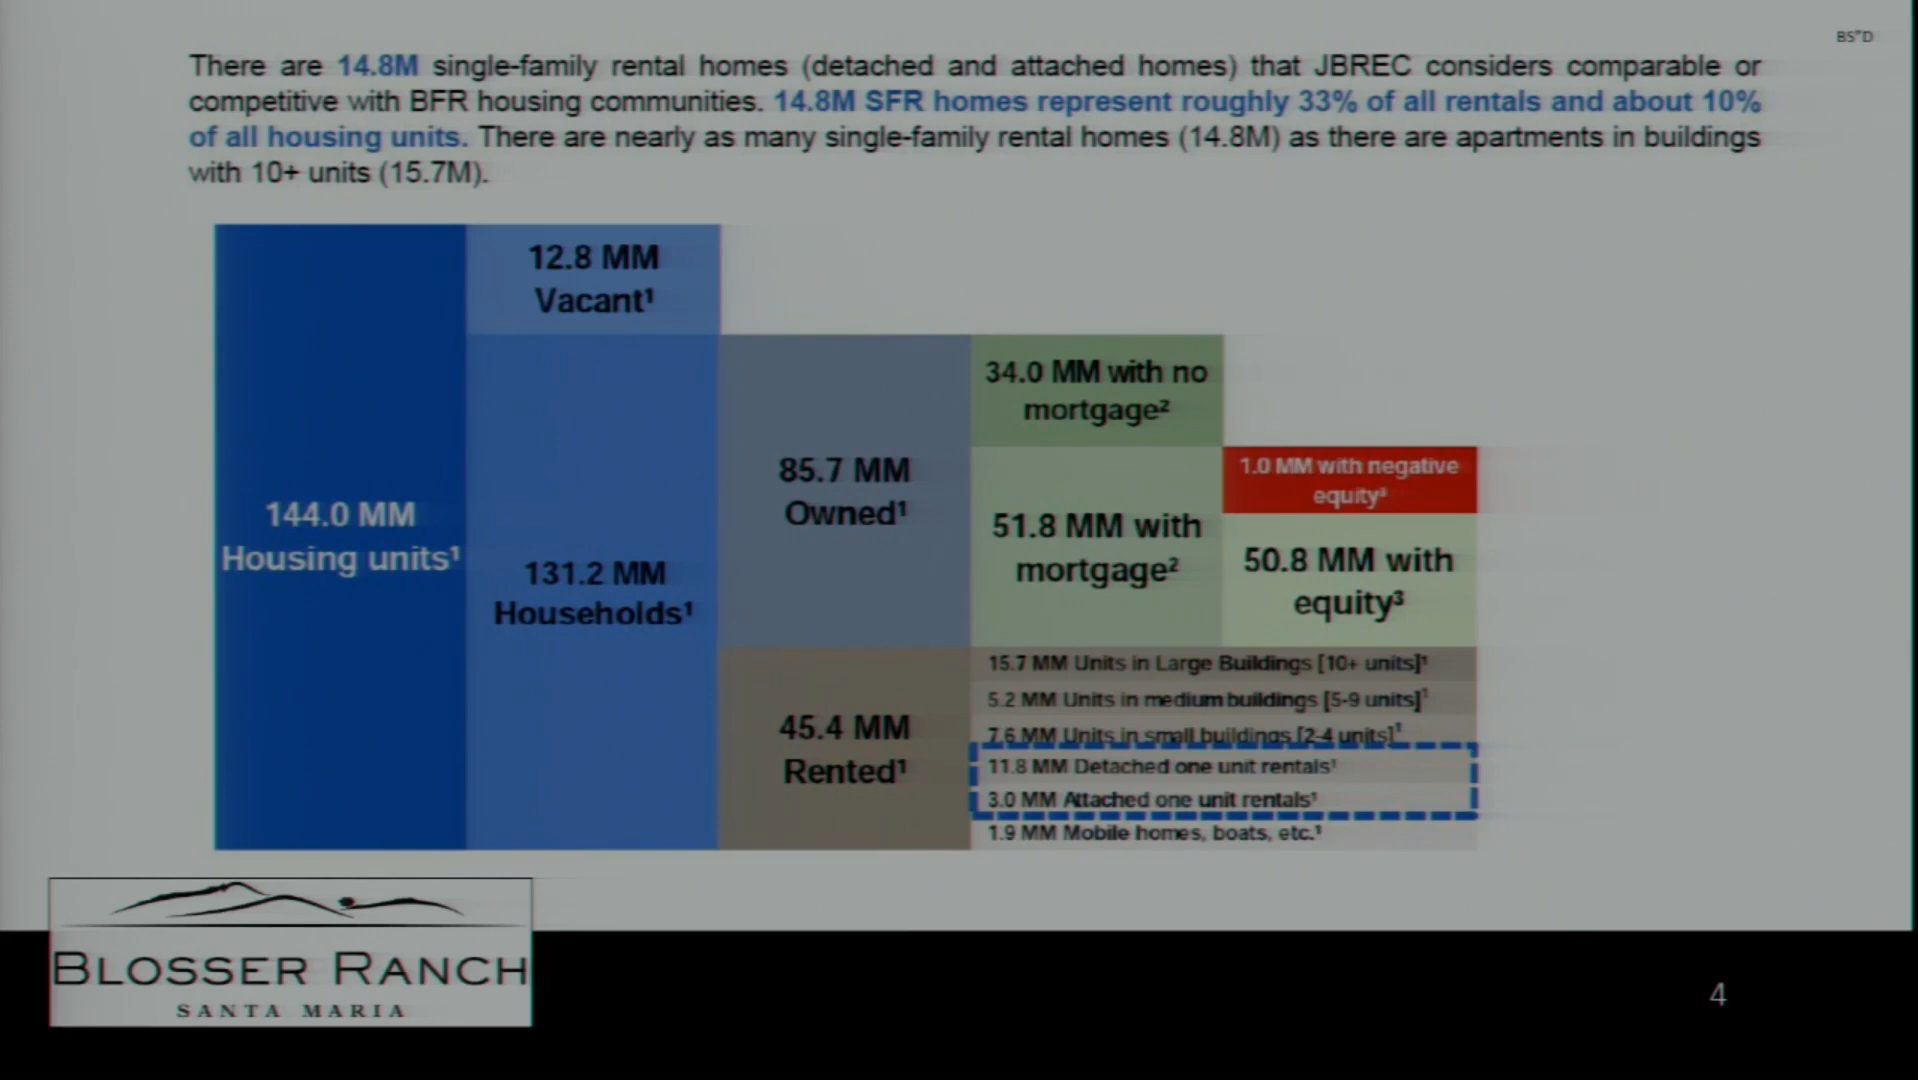 BS"D
There are 14.8M single-family rental homes (detached and attached homes) that JBREC considers comparable or
competitive with BFR housing communities. 14.8M SFR homes represent roughly 33% of all rentals and about 10%
of all housing units. There are nearly as many single-family rental homes (14.8M) as there are apartments in buildings
with 10+ units (15.7M).
144.0 MM
Housing units¹
12.8 MM
Vacant¹
131.2 MM
Households¹
85.7 MM
Owned¹
45.4 MM
Rented¹
34.0 MM with no
mortgage²
51.8 MM with
mortgage²
1.0 MM with negative
equity³
50.8 MM with
equity³
15.7 MM Units in Large Buildings [10+ units]¹
5.2 MM Units in medium buildings [5-9 units]¹
7.6 MM Units in small buildings [2-4 units]¹
11.8 MM Detached one unit rentals¹
3.0 MM Attached one unit rentals¹
1.9 MM Mobile homes, boats, etc.¹
BLOSSER RANCH
SANTA MARIA
4